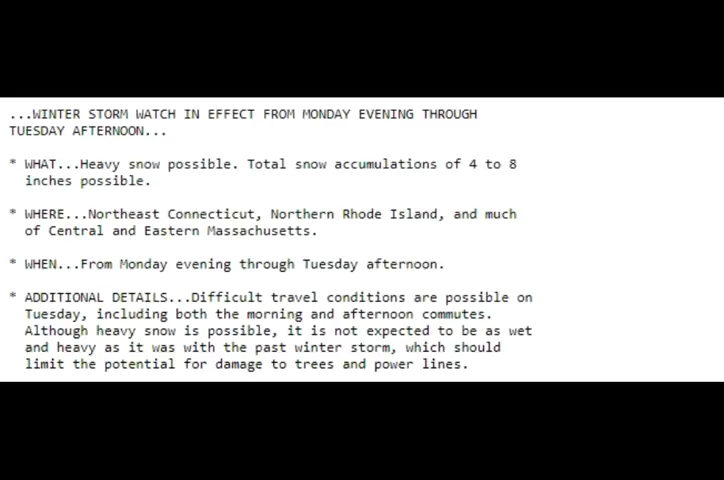 ...WINTER STORM WATCH IN EFFECT FROM MONDAY EVENING THROUGH
TUESDAY AFTERNOON...
* WHAT...Heavy snow possible. Total snow accumulations of 4 to 8
inches possible.
* WHERE...Northeast Connecticut, Northern Rhode Island, and much
of Central and Eastern Massachusetts.
* WHEN...From Monday evening through Tuesday afternoon.
* ADDITIONAL DETAILS...Difficult travel conditions are possible on
Tuesday, including both the morning and afternoon commutes.
Although heavy snow is possible, it is not expected to be as wet
and heavy as it was with the past winter storm, which should
limit the potential for damage to trees and power lines.